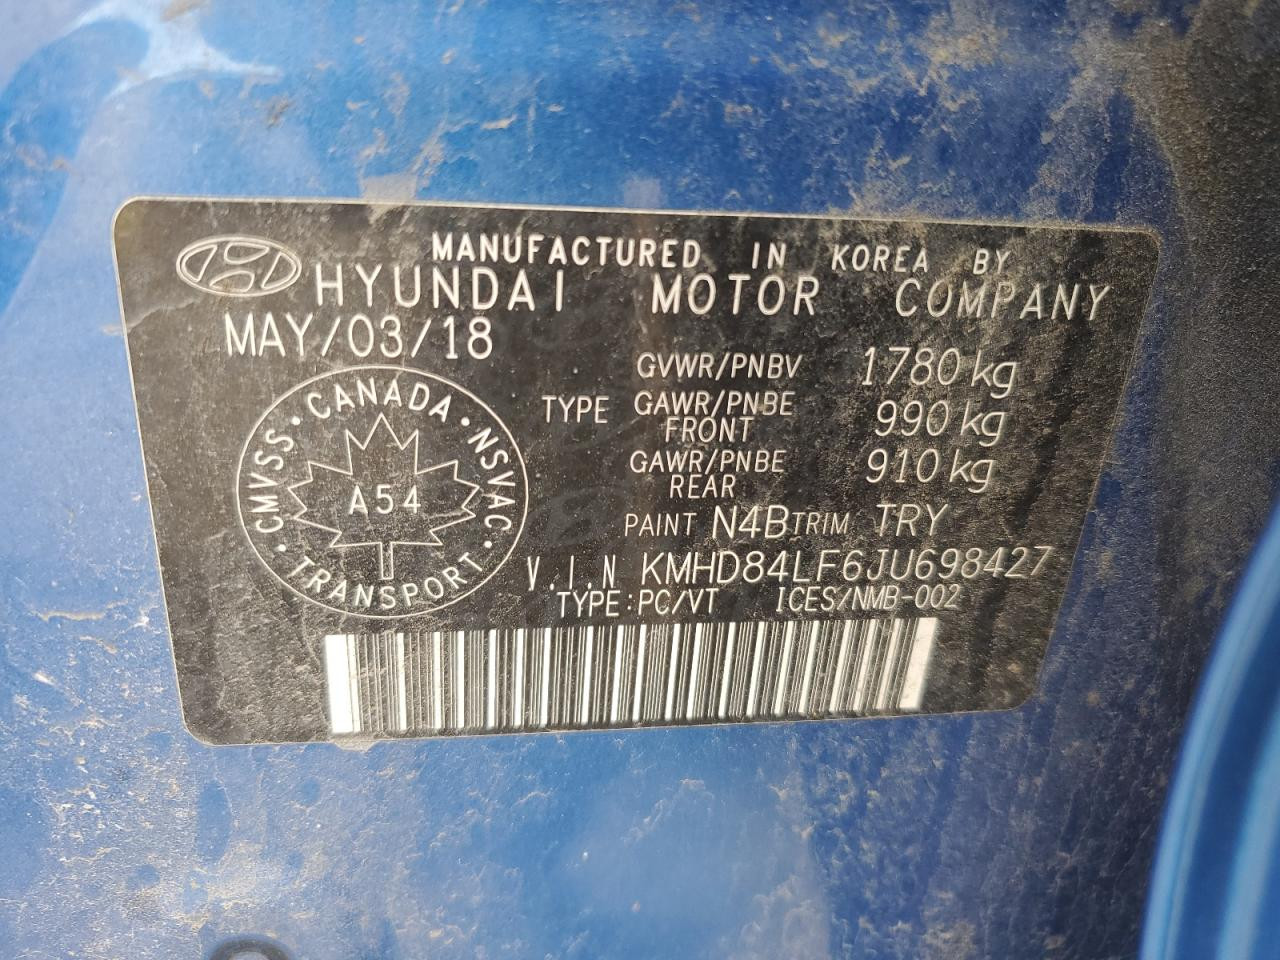 MANUFACTURED IN KOREA BY
HYUNDAI MOTOR COMPANY
MAY/03/18
GVWR/PNBV 1780 kg
TYPE GAWR/PNBE FRONT 990 kg
GAWR/PNBE REAR 910 kg
PAINT N4B TRIM TRY
V.I.N KMHD84LF6JU698427
TYPE:PC/VT ICES/NMB-002
CANADA
CMVSS · NSVAC
A54
TRANSPORT